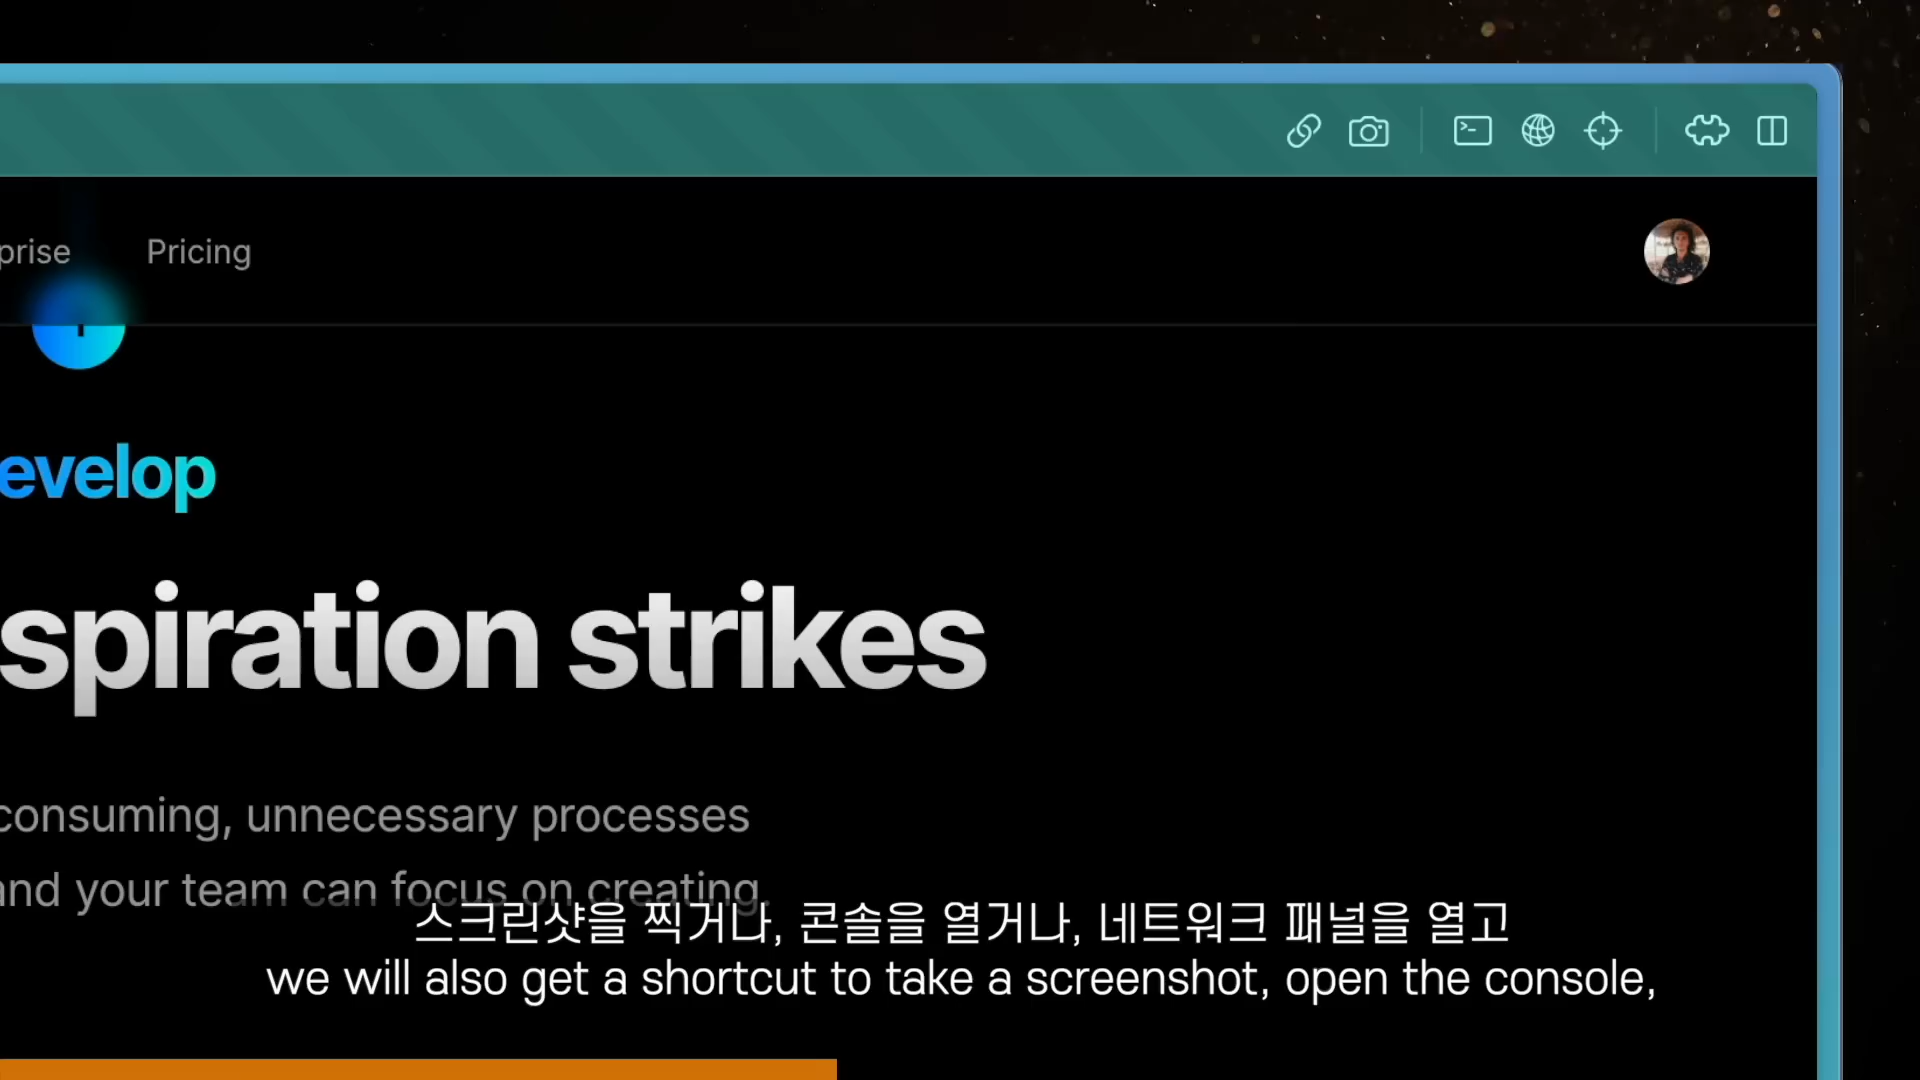 prise
Pricing
evelop
spiration strikes
consuming, unnecessary processes
and your team can focus on creating.
스크린샷을 찍거나, 콘솔을 열거나, 네트워크 패널을 열고
we will also get a shortcut to take a screenshot, open the console,